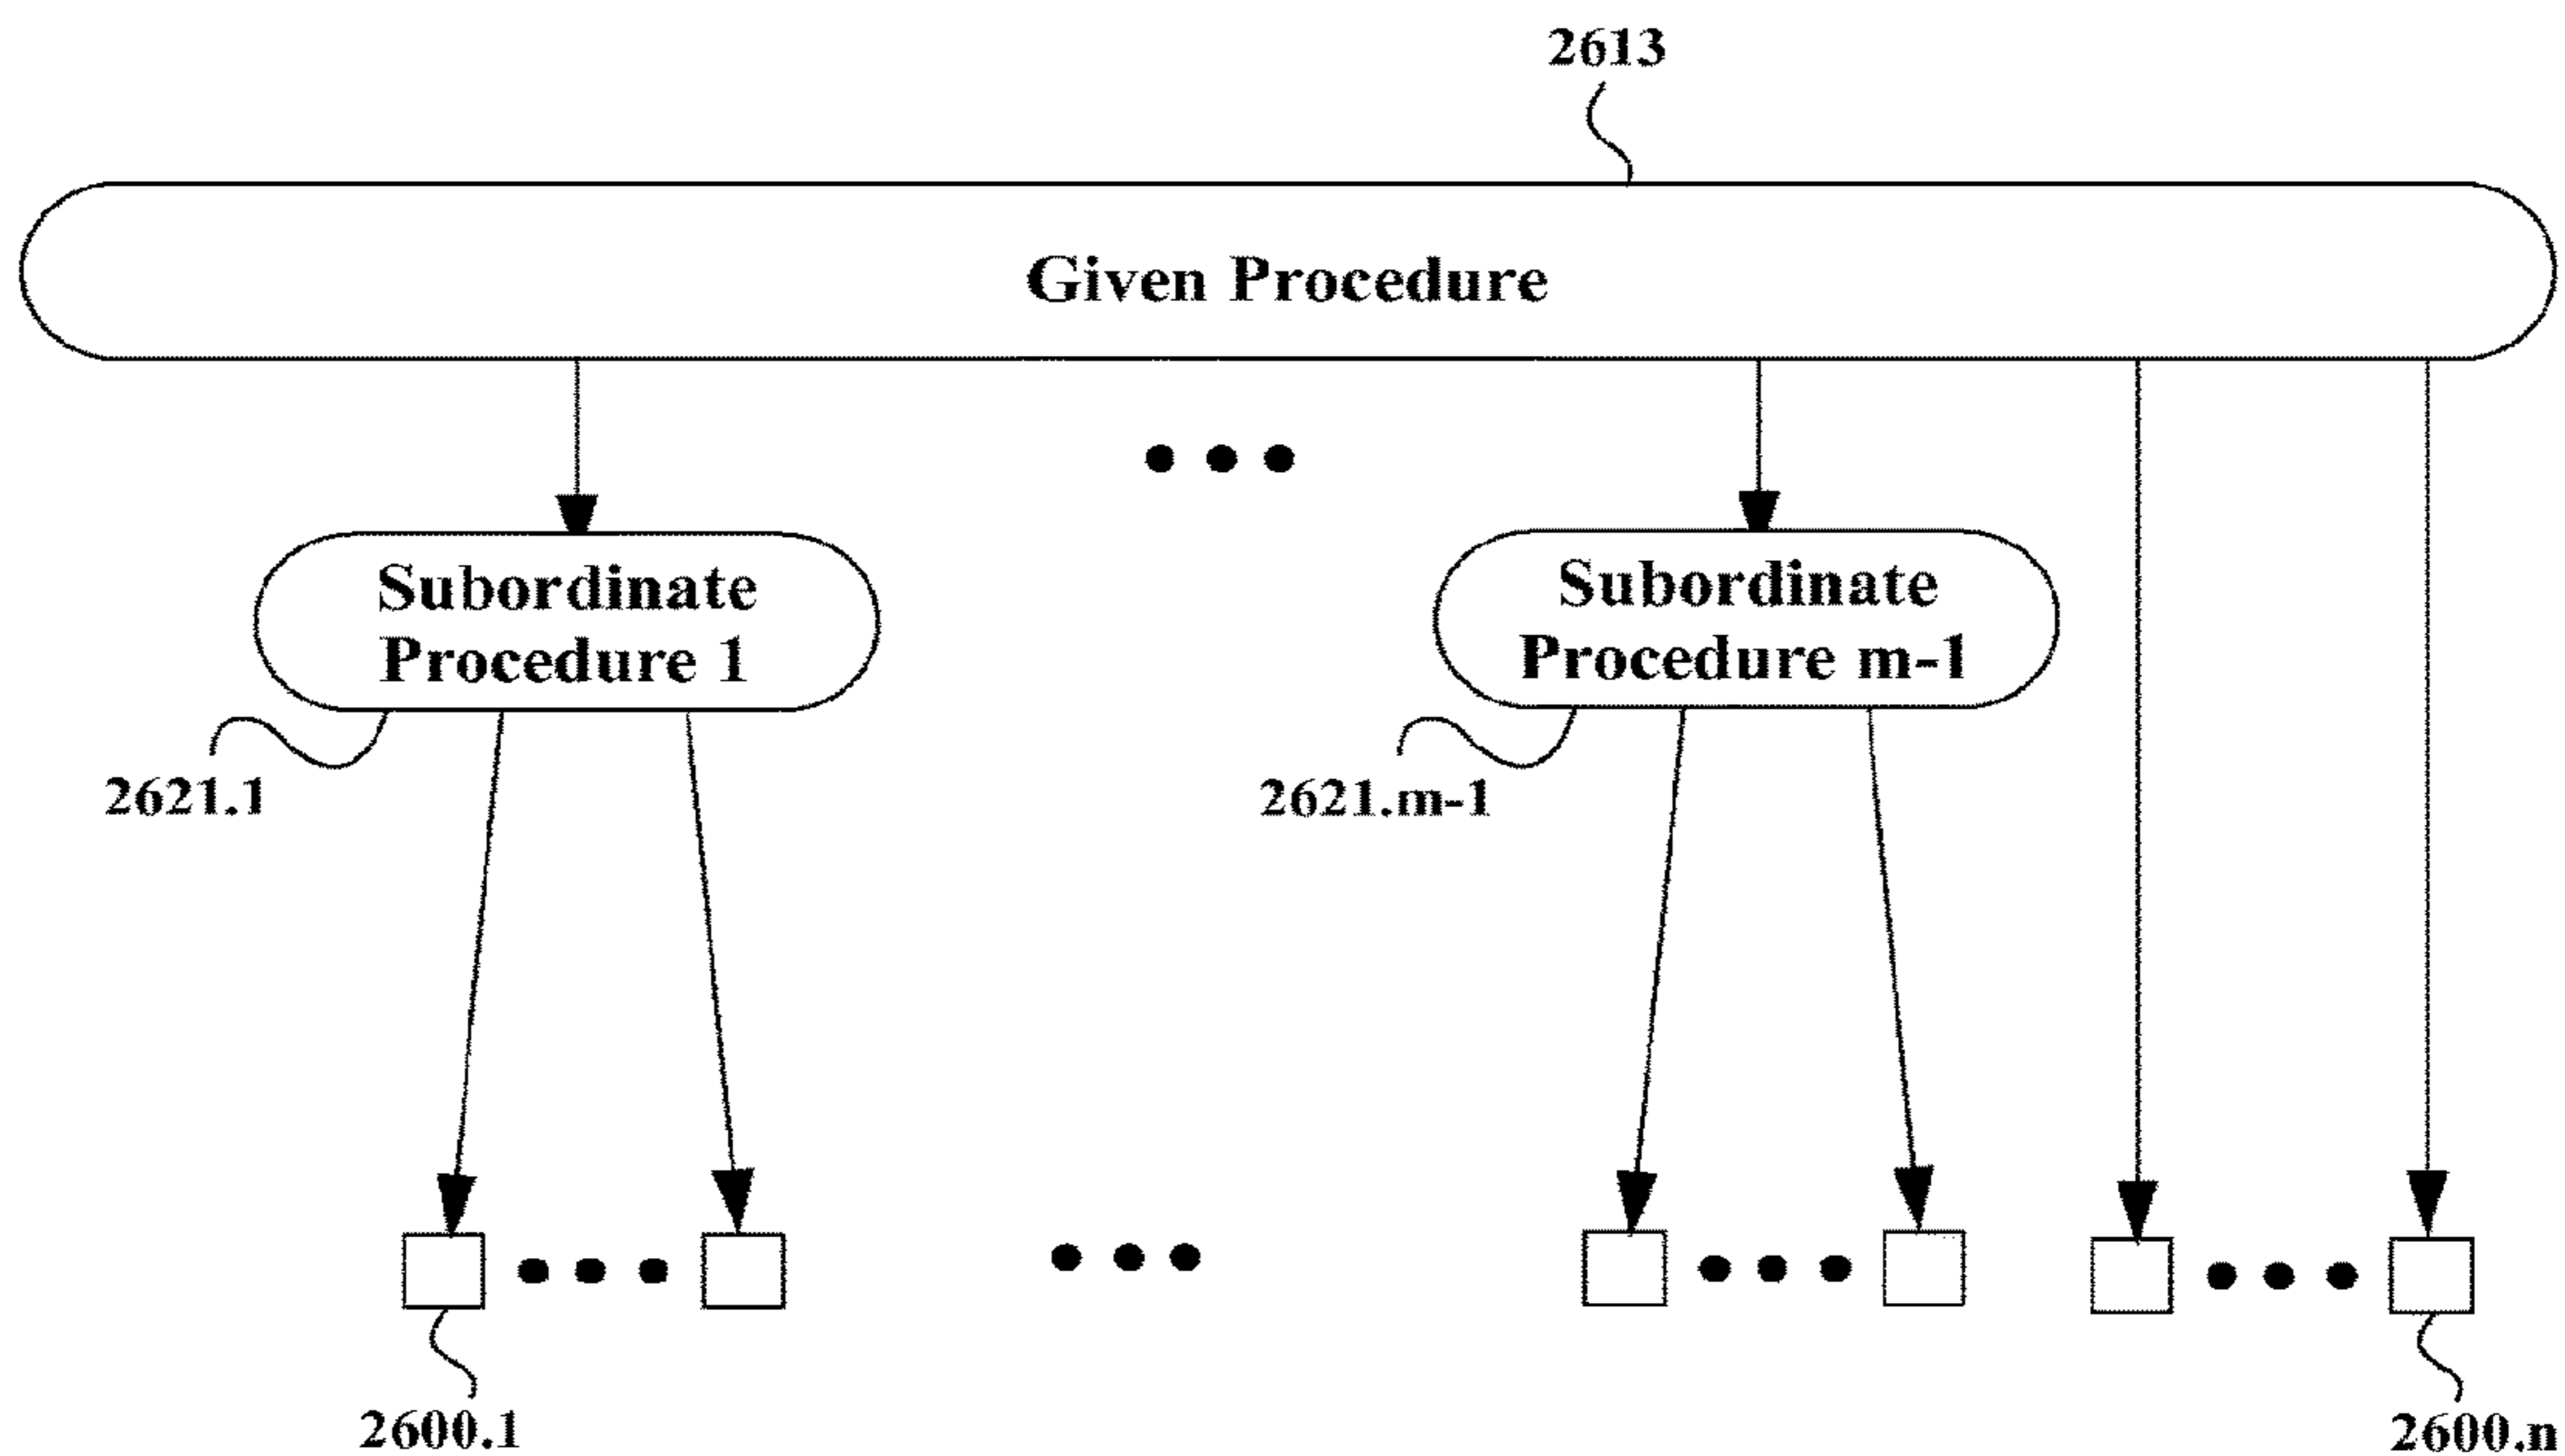 2613
Given Procedure
Subordinate
Procedure 1
Subordinate
Procedure m-1
2621.1
2621.m-1
2600.1
2600.n